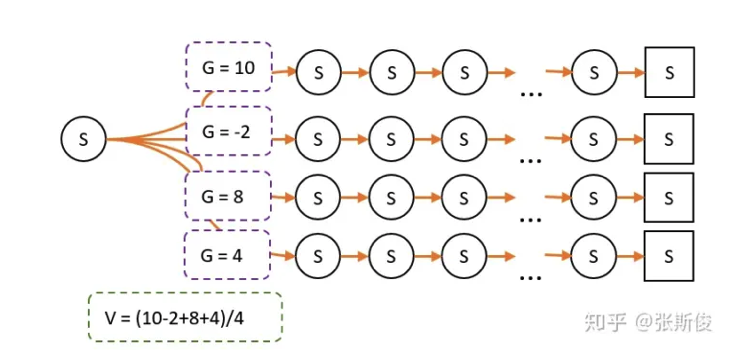 G = 10 S S S ... S S
S
G = -2 S S S ... S S
G = 8 S S S ... S S
G = 4 S S S ... S S
V = (10-2+8+4)/4
知乎 @张斯俊